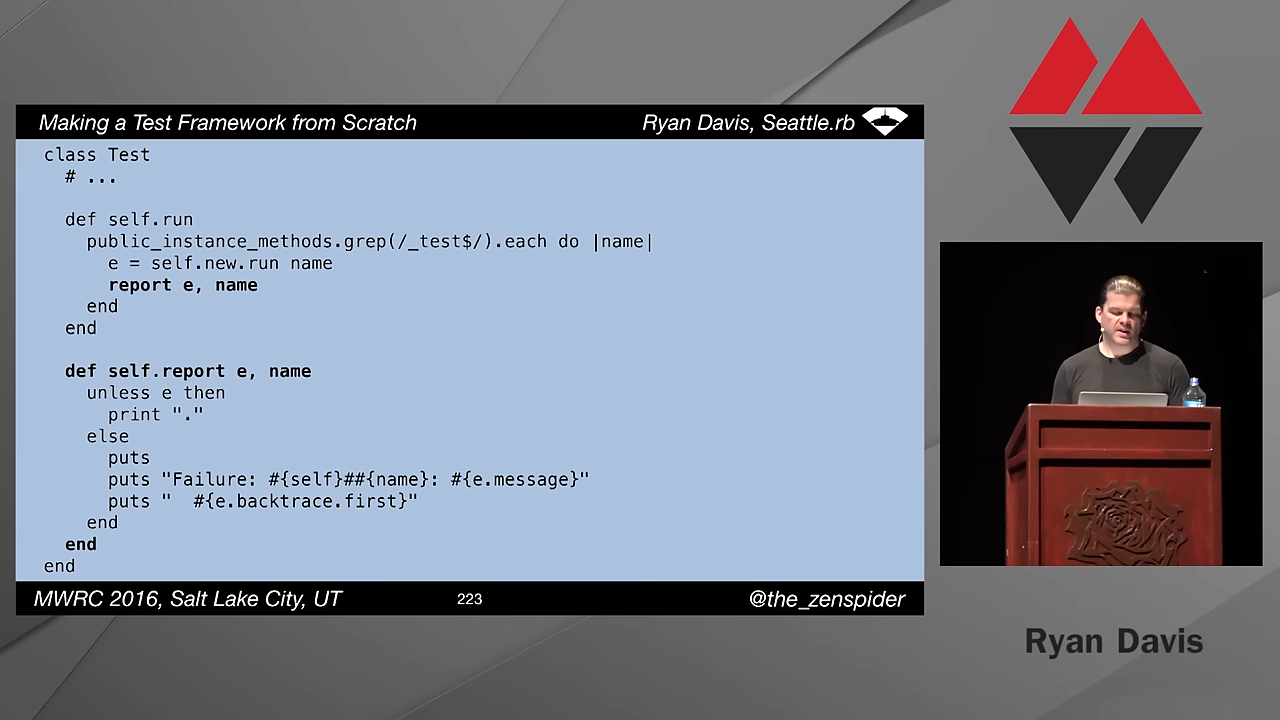 Making a Test Framework from Scratch
Ryan Davis, Seattle.rb
class Test
  # ...

  def self.run
    public_instance_methods.grep(/_test$/).each do |name|
      e = self.new.run name
      report e, name
    end
  end

  def self.report e, name
    unless e then
      print "."
    else
      puts
      puts "Failure: #{self}##{name}: #{e.message}"
      puts "  #{e.backtrace.first}"
    end
  end
end
MWRC 2016, Salt Lake City, UT
223
@the_zenspider
Ryan Davis